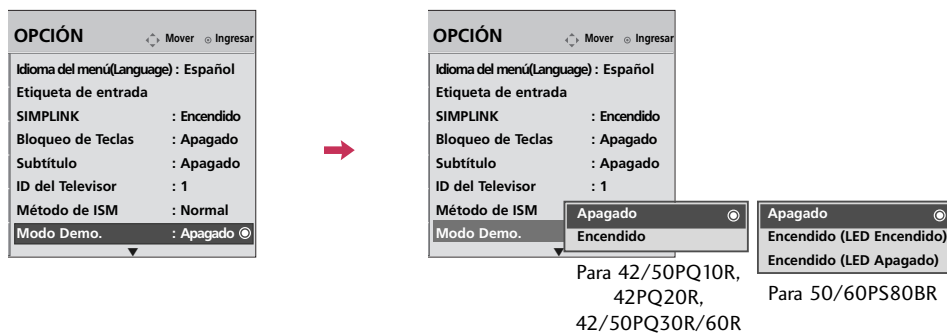 OPCIÓN Mover Ingresar
Idioma del menú(Language) : Español
Etiqueta de entrada
SIMPLINK : Encendido
Bloqueo de Teclas : Apagado
Subtítulo : Apagado
ID del Televisor : 1
Método de ISM : Normal
Modo Demo. : Apagado
OPCIÓN Mover Ingresar
Idioma del menú(Language) : Español
Etiqueta de entrada
SIMPLINK : Encendido
Bloqueo de Teclas : Apagado
Subtítulo : Apagado
ID del Televisor : 1
Método de ISM
Modo Demo.
Apagado
Encendido
Para 42/50PQ10R,
42PQ20R,
42/50PQ30R/60R
Apagado
Encendido (LED Encendido)
Encendido (LED Apagado)
Para 50/60PS80BR